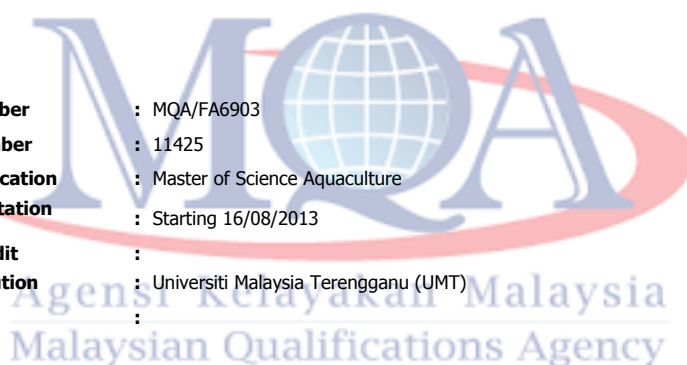 MQA
ber : MQA/FA6903
ber : 11425
cation : Master of Science Aquaculture
tation : Starting 16/08/2013
dit :
tion : Universiti Malaysia Terengganu (UMT)
:
Agensi Kelayakan Malaysia
Malaysian Qualifications Agency